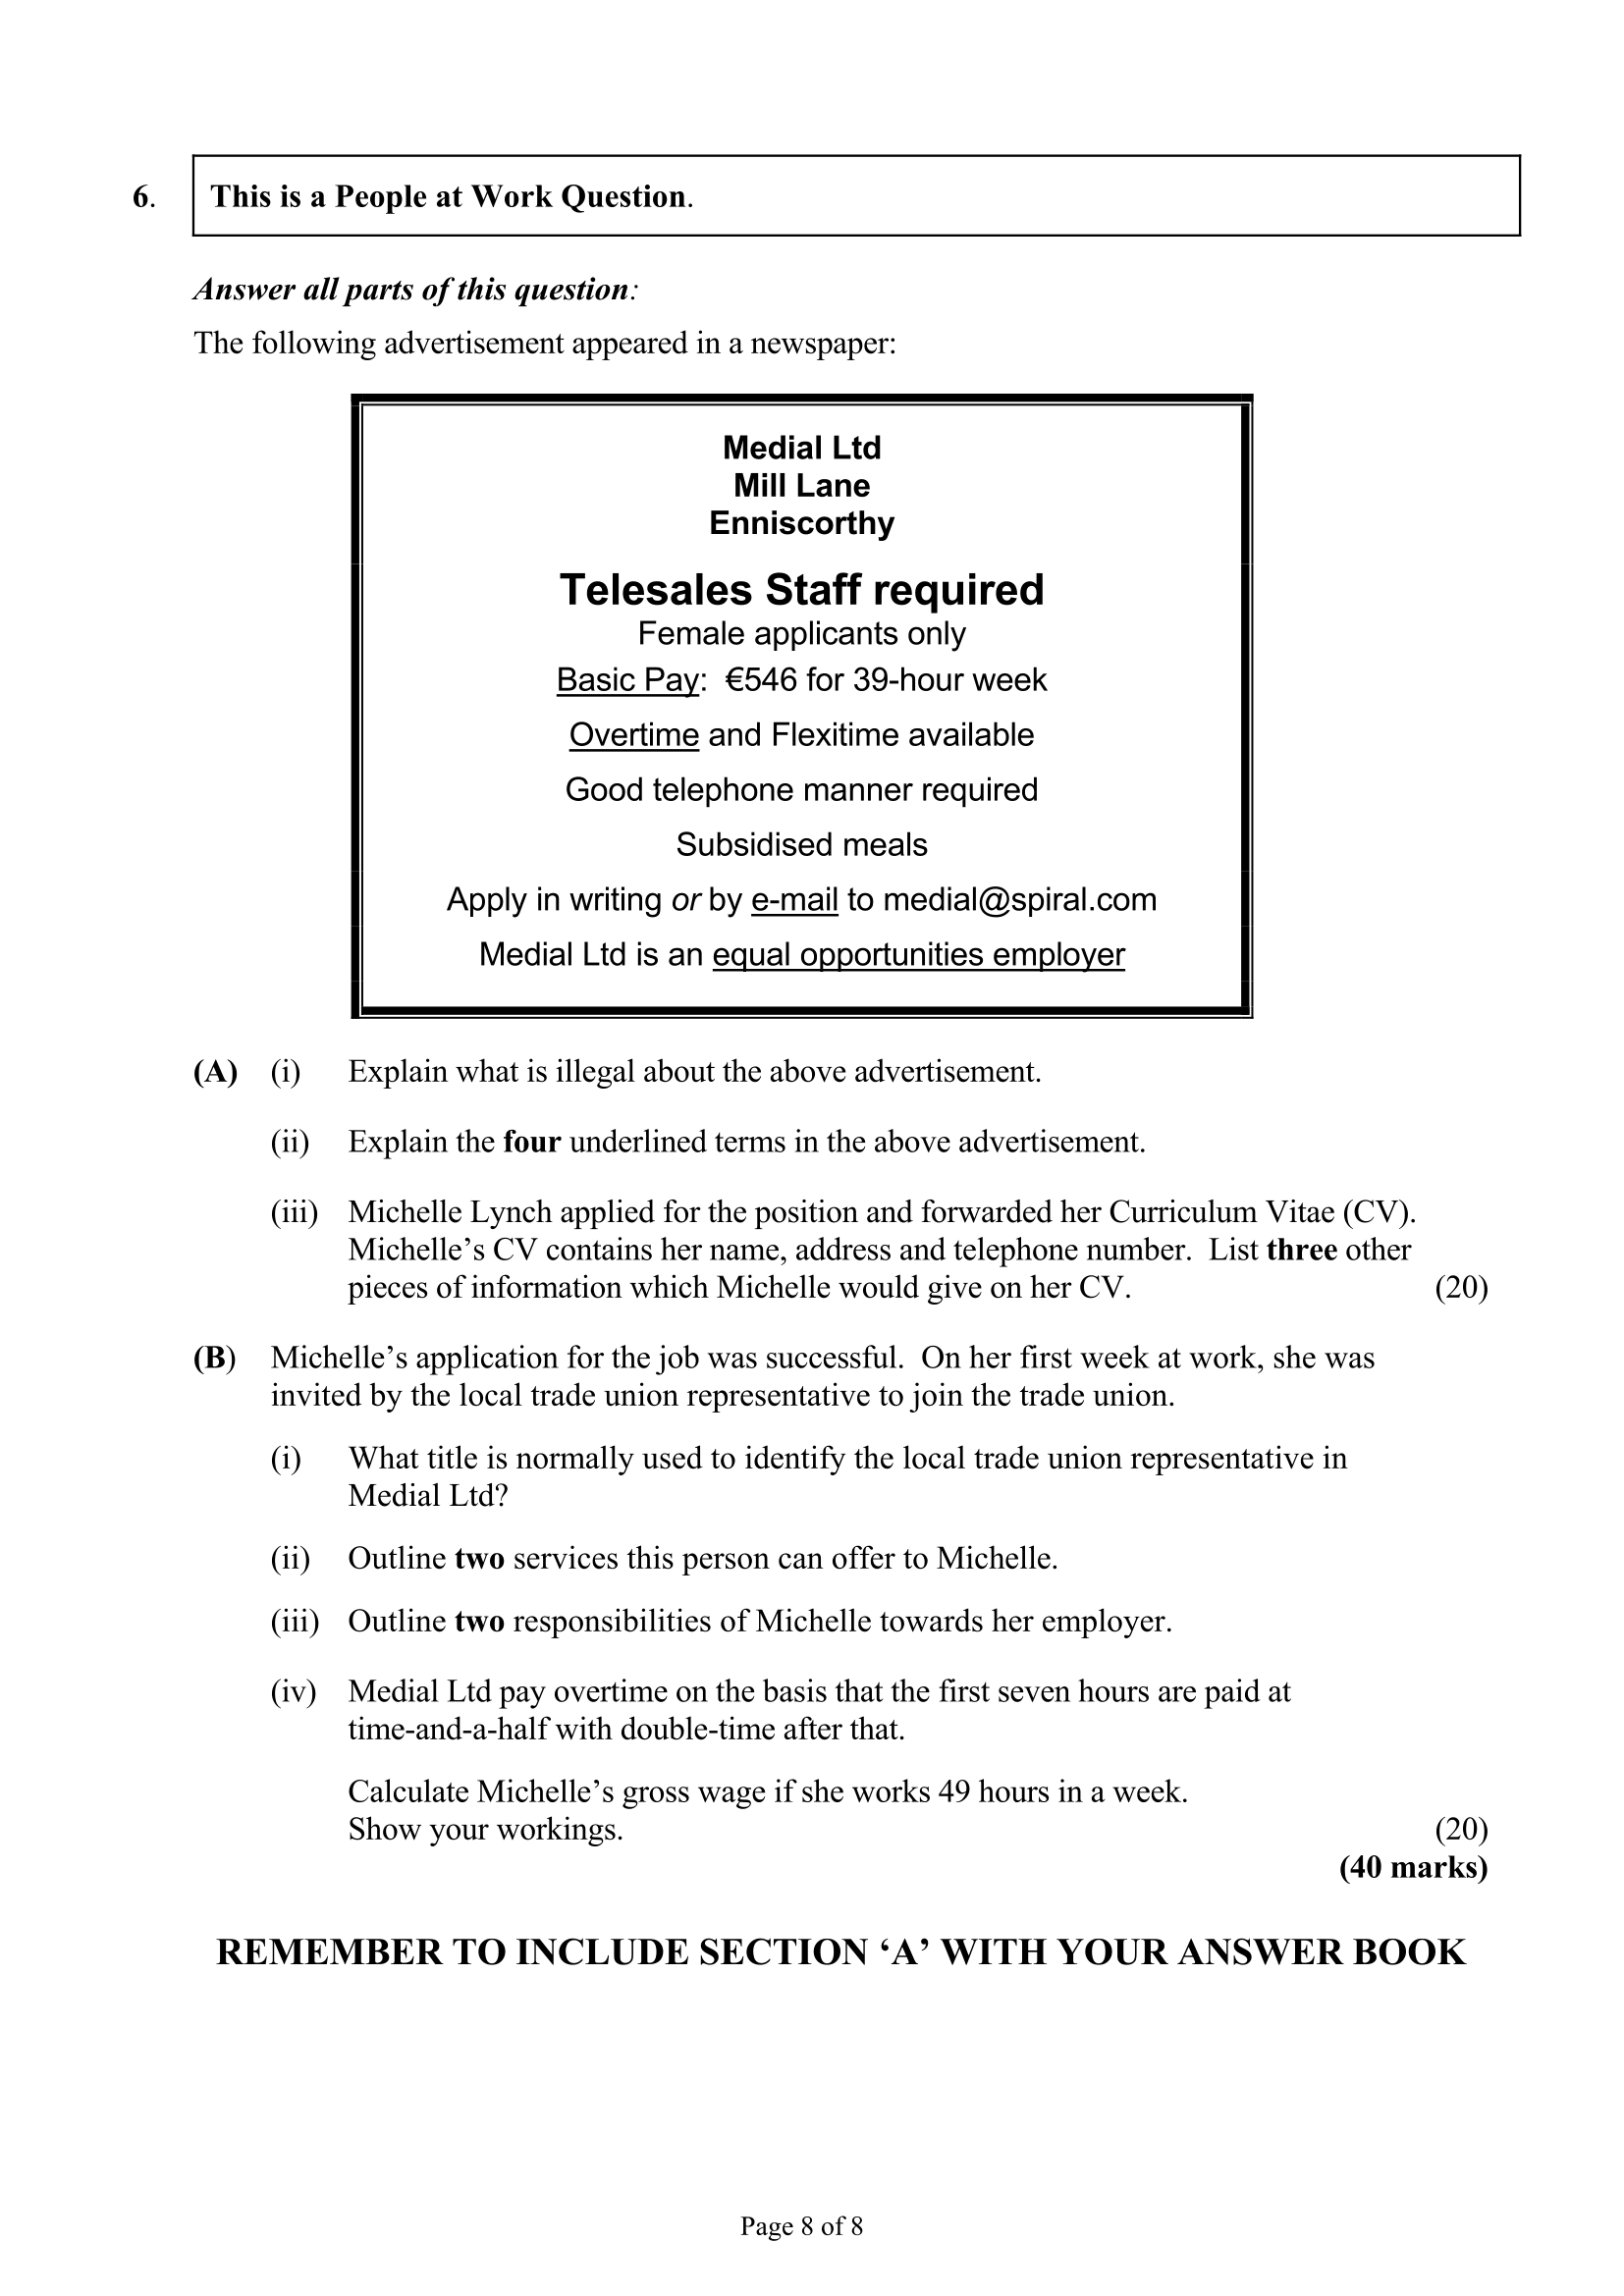 6. This is a People at Work Question.
Answer all parts of this question:
The following advertisement appeared in a newspaper:
Medial Ltd
Mill Lane
Enniscorthy
Telesales Staff required
Female applicants only
Basic Pay: €546 for 39-hour week
Overtime and Flexitime available
Good telephone manner required
Subsidised meals
Apply in writing or by e-mail to medial@spiral.com
Medial Ltd is an equal opportunities employer
(A) (i) Explain what is illegal about the above advertisement.
(ii) Explain the four underlined terms in the above advertisement.
(iii) Michelle Lynch applied for the position and forwarded her Curriculum Vitae (CV).
Michelle’s CV contains her name, address and telephone number. List three other
pieces of information which Michelle would give on her CV. (20)
(B) Michelle’s application for the job was successful. On her first week at work, she was
invited by the local trade union representative to join the trade union.
(i) What title is normally used to identify the local trade union representative in
Medial Ltd?
(ii) Outline two services this person can offer to Michelle.
(iii) Outline two responsibilities of Michelle towards her employer.
(iv) Medial Ltd pay overtime on the basis that the first seven hours are paid at
time-and-a-half with double-time after that.
Calculate Michelle’s gross wage if she works 49 hours in a week.
Show your workings. (20)
(40 marks)
REMEMBER TO INCLUDE SECTION ‘A’ WITH YOUR ANSWER BOOK
Page 8 of 8